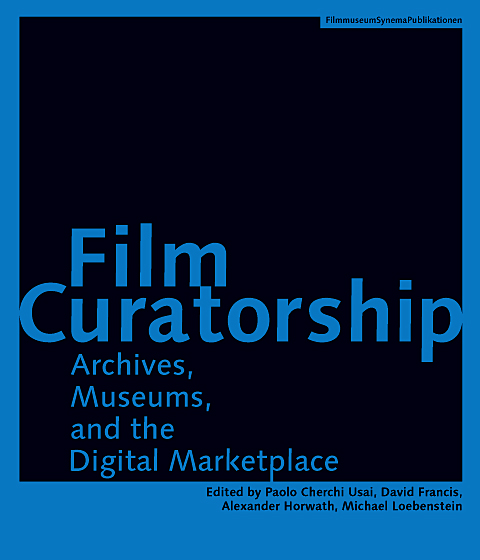 FilmmuseumSynemaPublikationen
Film
Curatorship
Archives,
Museums,
and the
Digital Marketplace
Edited by Paolo Cherchi Usai, David Francis,
Alexander Horwath, Michael Loebenstein